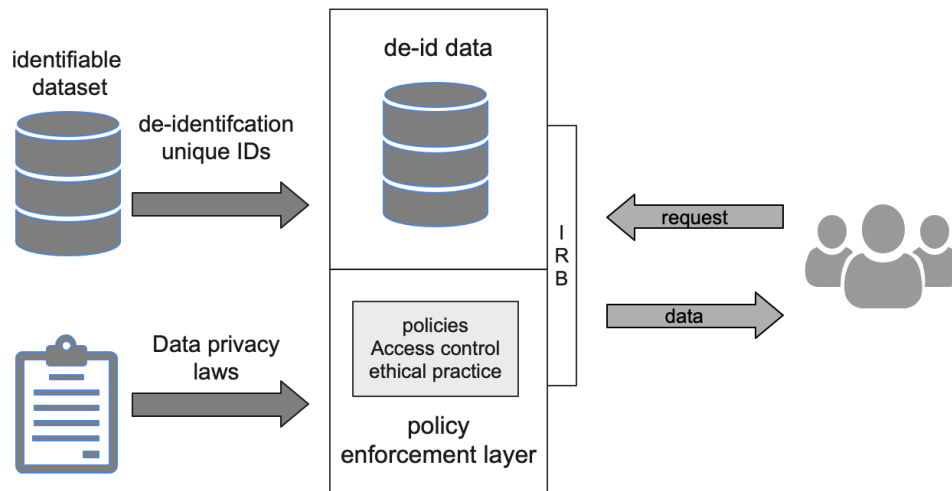 identifiable
dataset
de-identifcation
unique IDs
de-id data
I
R
B
request
data
Data privacy
laws
policies
Access control
ethical practice
policy
enforcement layer